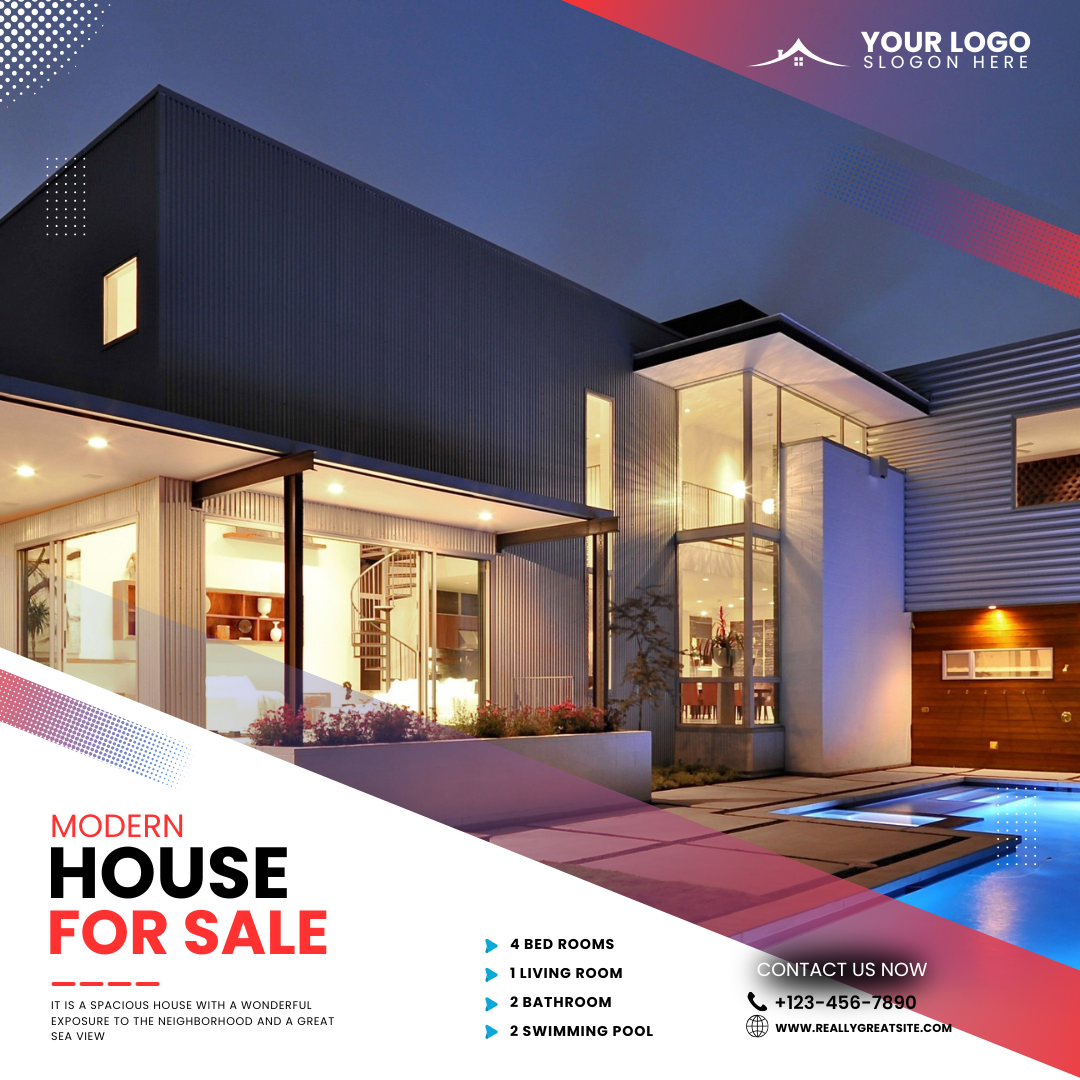 YOUR LOGO
SLOGON HERE
MODERN
HOUSE
FOR SALE
IT IS A SPACIOUS HOUSE WITH A WONDERFUL
EXPOSURE TO THE NEIGHBORHOOD AND A GREAT
SEA VIEW
4 BED ROOMS
1 LIVING ROOM
2 BATHROOM
2 SWIMMING POOL
CONTACT US NOW
+123-456-7890
WWW.REALLYGREATSITE.COM